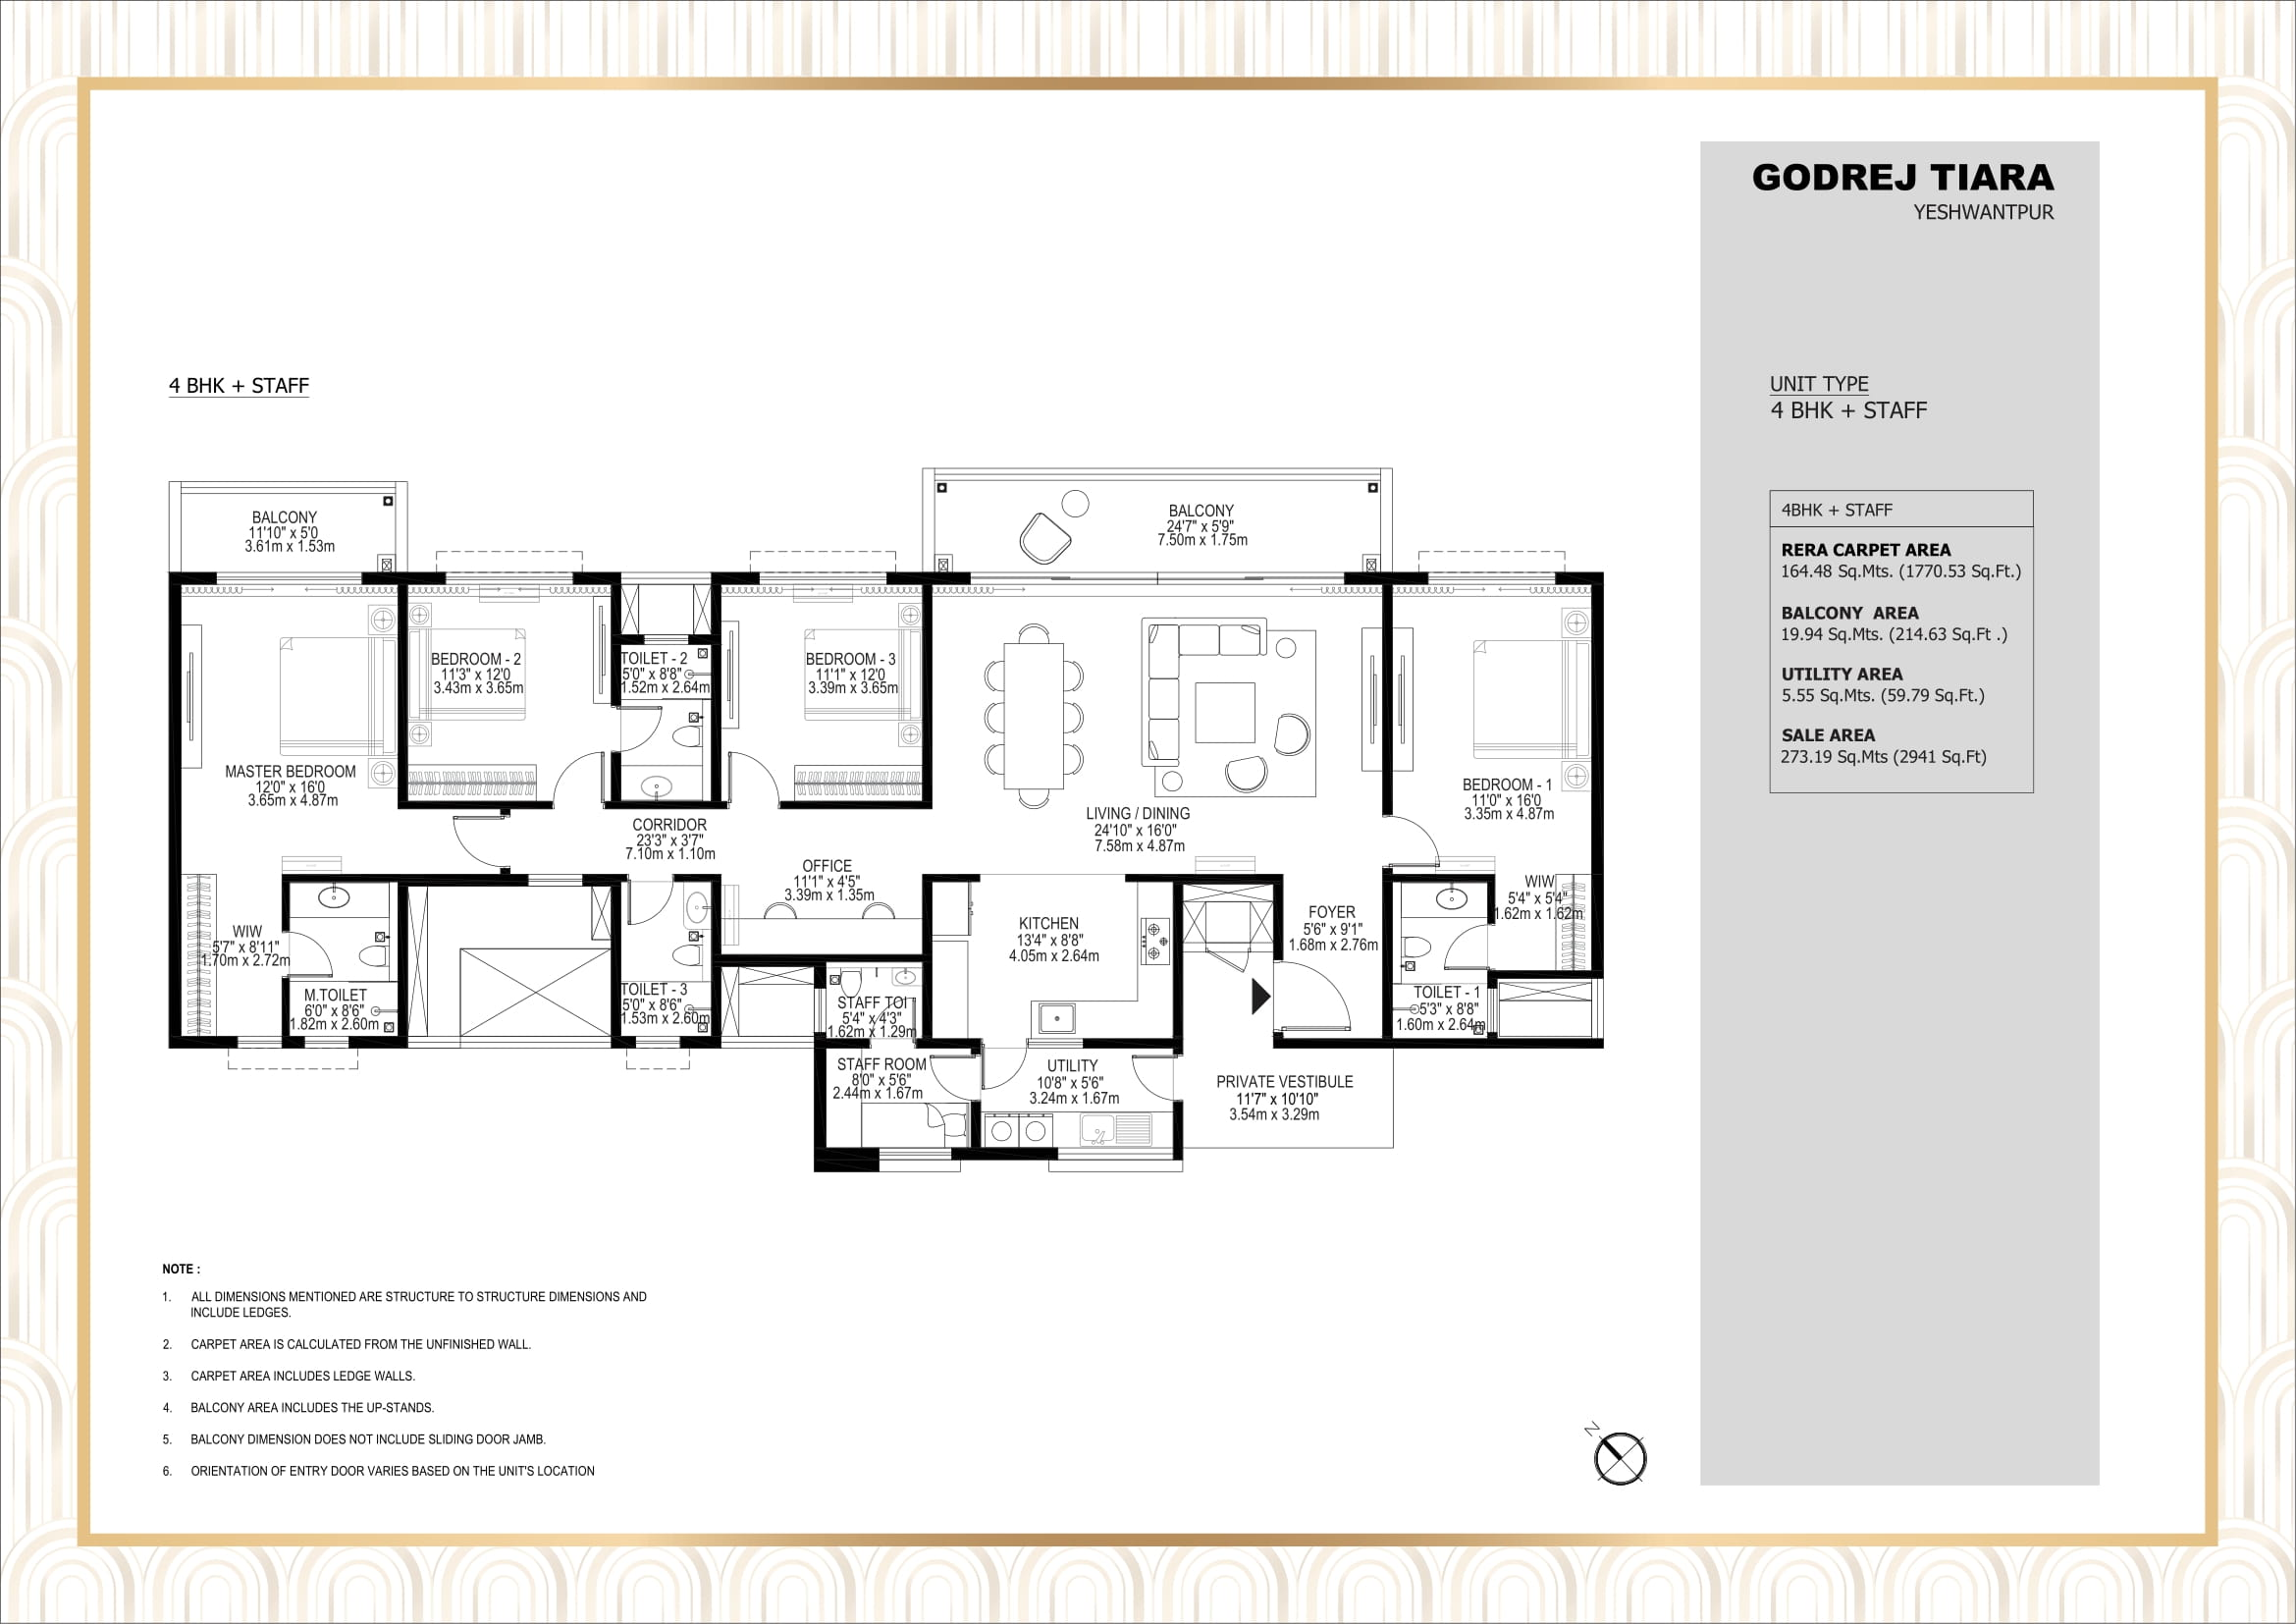 GODREJ TIARA
YESHWANTPUR
4 BHK + STAFF
UNIT TYPE
4 BHK + STAFF
4BHK + STAFF
RERA CARPET AREA
164.48 Sq.Mts. (1770.53 Sq.Ft.)
BALCONY AREA
19.94 Sq.Mts. (214.63 Sq.Ft .)
UTILITY AREA
5.55 Sq.Mts. (59.79 Sq.Ft.)
SALE AREA
273.19 Sq.Mts (2941 Sq.Ft)
BALCONY
11'10" x 5'0
3.61m x 1.53m
BALCONY
24'7" x 5'9"
7.50m x 1.75m
MASTER BEDROOM
12'0" x 16'0
3.65m x 4.87m
BEDROOM - 2
11'3" x 12'0
3.43m x 3.65m
TOILET - 2
5'0" x 8'8"
1.52m x 2.64m
BEDROOM - 3
11'1" x 12'0
3.39m x 3.65m
LIVING / DINING
24'10" x 16'0"
7.58m x 4.87m
BEDROOM - 1
11'0" x 16'0
3.35m x 4.87m
CORRIDOR
23'3" x 3'7"
7.10m x 1.10m
OFFICE
11'1" x 4'5"
3.39m x 1.35m
WIW
5'7" x 8'11"
1.70m x 2.72m
M.TOILET
6'0" x 8'6"
1.82m x 2.60m
TOILET - 3
5'0" x 8'6"
1.53m x 2.60m
STAFF TOI
5'4" x 4'3"
1.62m x 1.29m
KITCHEN
13'4" x 8'8"
4.05m x 2.64m
FOYER
5'6" x 9'1"
1.68m x 2.76m
WIW
5'4" x 5'4"
1.62m x 1.62m
TOILET - 1
5'3" x 8'8"
1.60m x 2.64m
STAFF ROOM
8'0" x 5'6"
2.44m x 1.67m
UTILITY
10'8" x 5'6"
3.24m x 1.67m
PRIVATE VESTIBULE
11'7" x 10'10"
3.54m x 3.29m
NOTE :
1. ALL DIMENSIONS MENTIONED ARE STRUCTURE TO STRUCTURE DIMENSIONS AND
INCLUDE LEDGES.
2. CARPET AREA IS CALCULATED FROM THE UNFINISHED WALL.
3. CARPET AREA INCLUDES LEDGE WALLS.
4. BALCONY AREA INCLUDES THE UP-STANDS.
5. BALCONY DIMENSION DOES NOT INCLUDE SLIDING DOOR JAMB.
6. ORIENTATION OF ENTRY DOOR VARIES BASED ON THE UNIT'S LOCATION
N